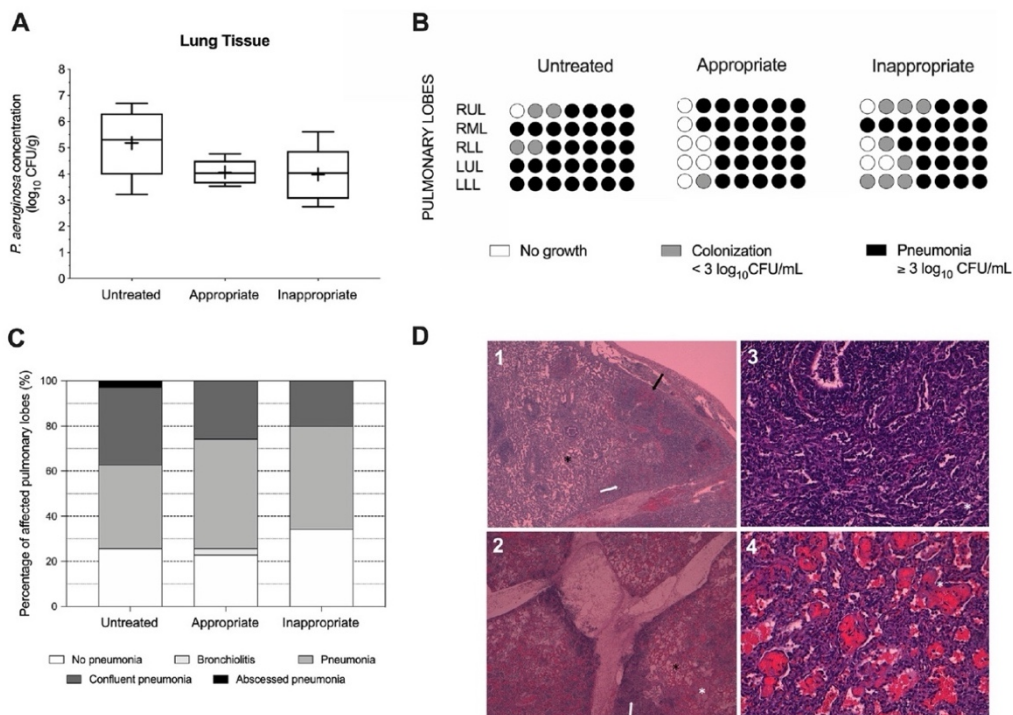 A
Lung Tissue
P. aeruginosa concentration
(log10 CFU/g)
8
7
6
5
4
3
2
1
0
Untreated Appropriate Inappropriate
B
PULMONARY LOBES
Untreated Appropriate Inappropriate
RUL
RML
RLL
LUL
LLL
No growth
Colonization
< 3 log10CFU/mL
Pneumonia
≥ 3 log10 CFU/mL
C
Percentage of affected pulmonary lobes (%)
100
80
60
40
20
0
Untreated Appropriate Inappropriate
No pneumonia Bronchiolitis Pneumonia
Confluent pneumonia Abscessed pneumonia
D
1
3
2
4